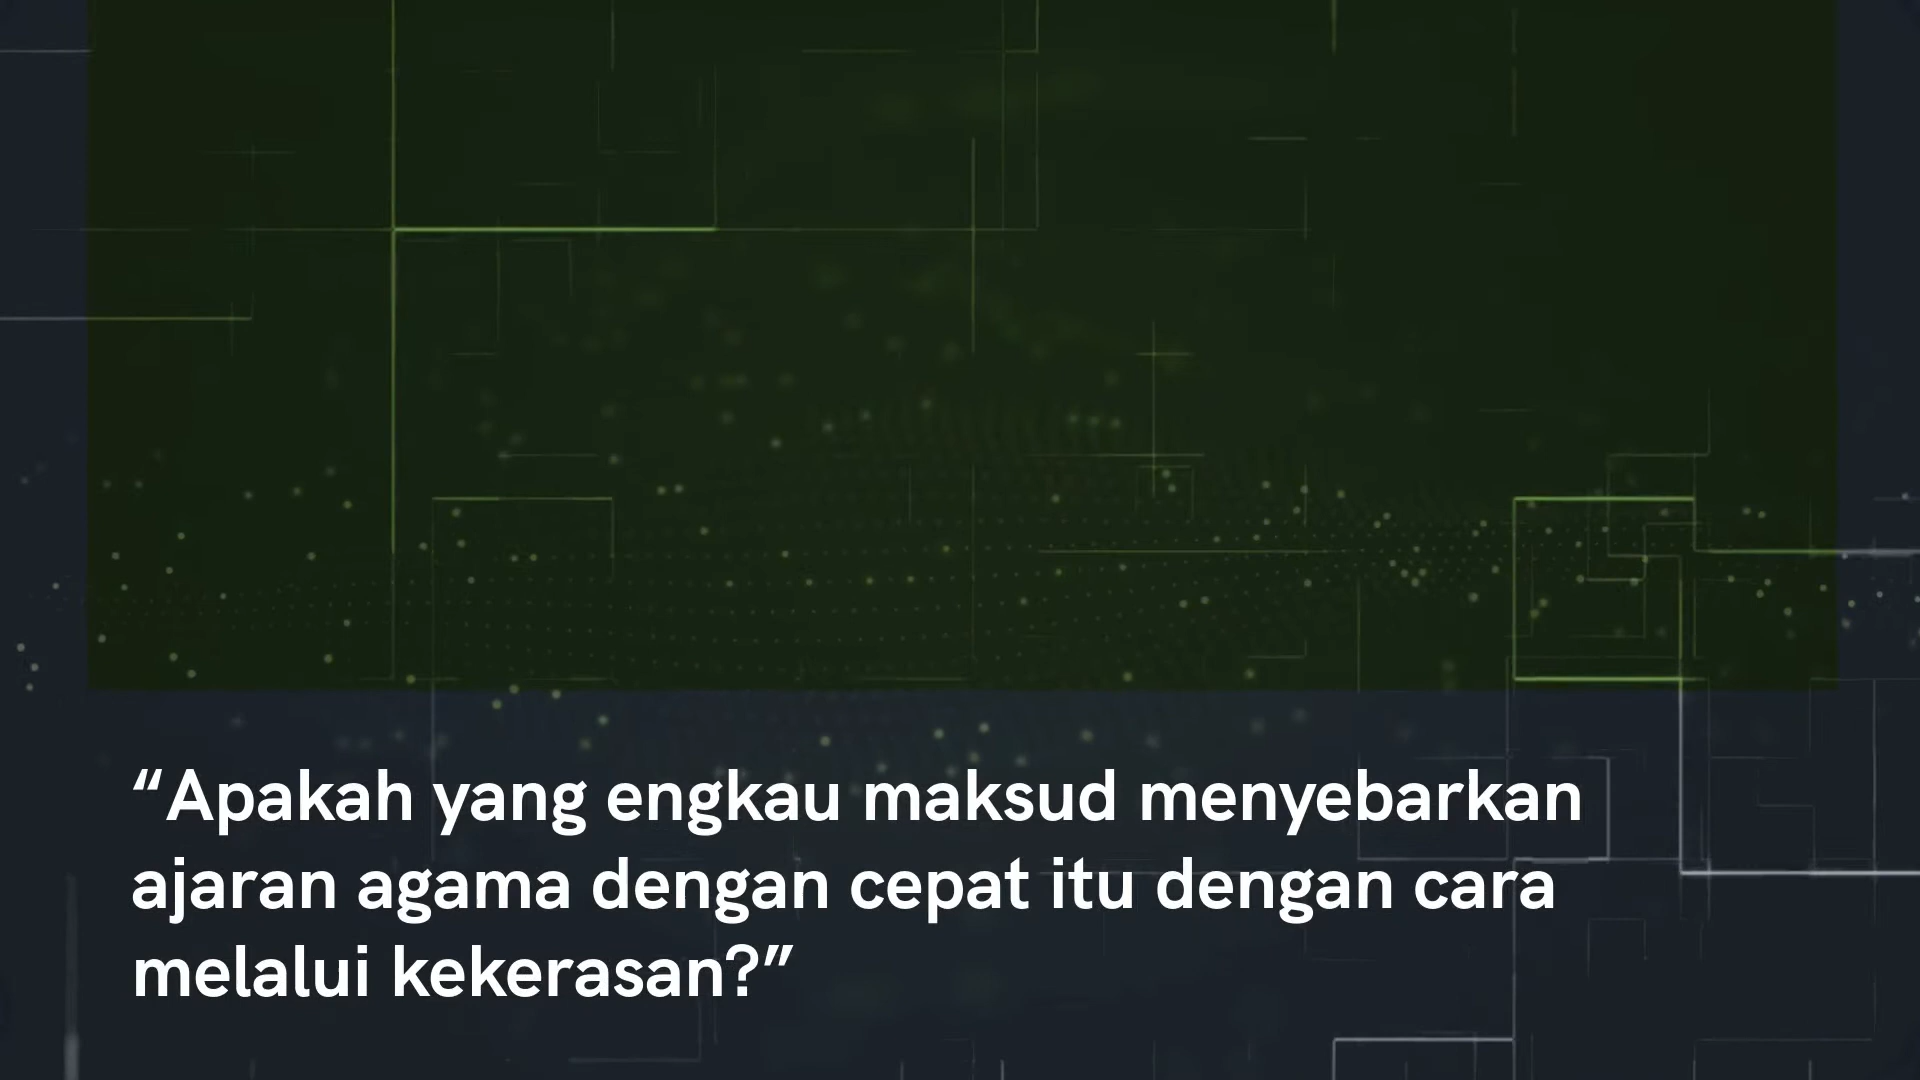 “Apakah yang engkau maksud menyebarkan
ajaran agama dengan cepat itu dengan cara
melalui kekerasan?”